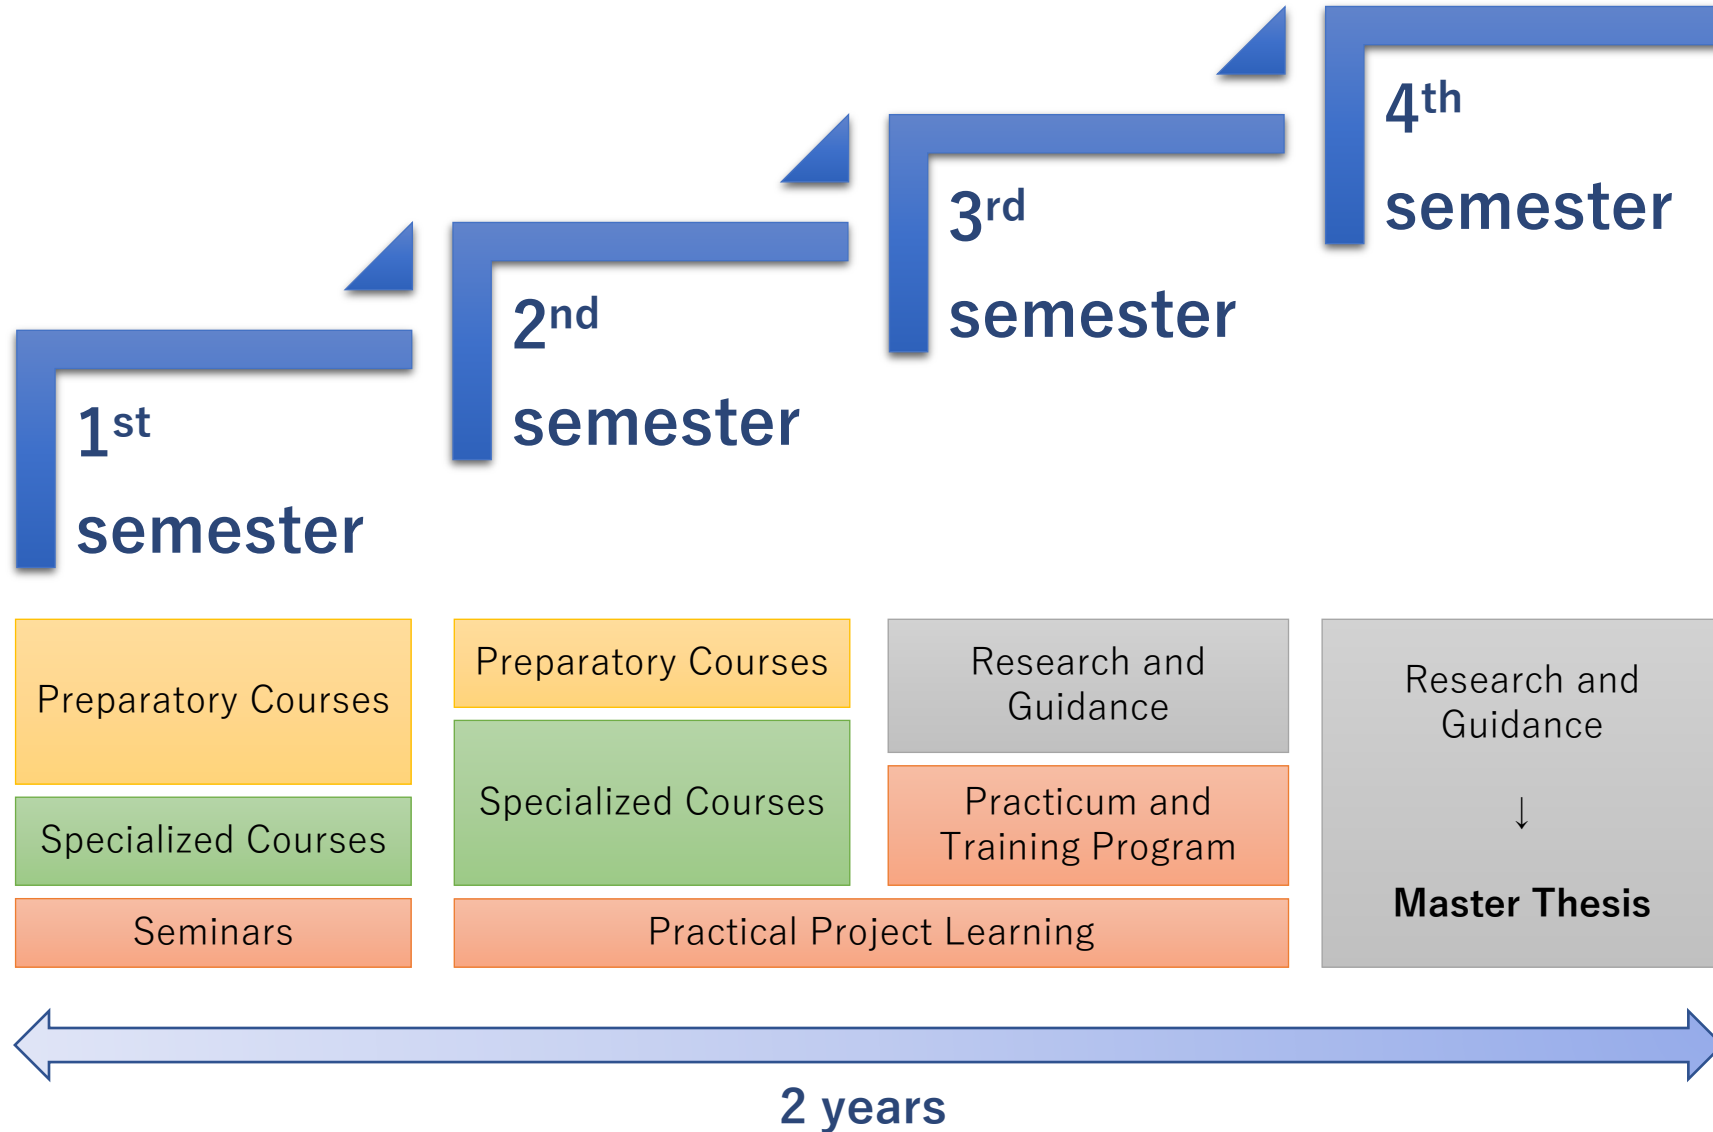 1st
semester
2nd
semester
3rd
semester
4th
semester
Preparatory Courses
Specialized Courses
Seminars
Preparatory Courses
Specialized Courses
Practical Project Learning
Research and
Guidance
Practicum and
Training Program
Research and
Guidance
↓
Master Thesis
2 years